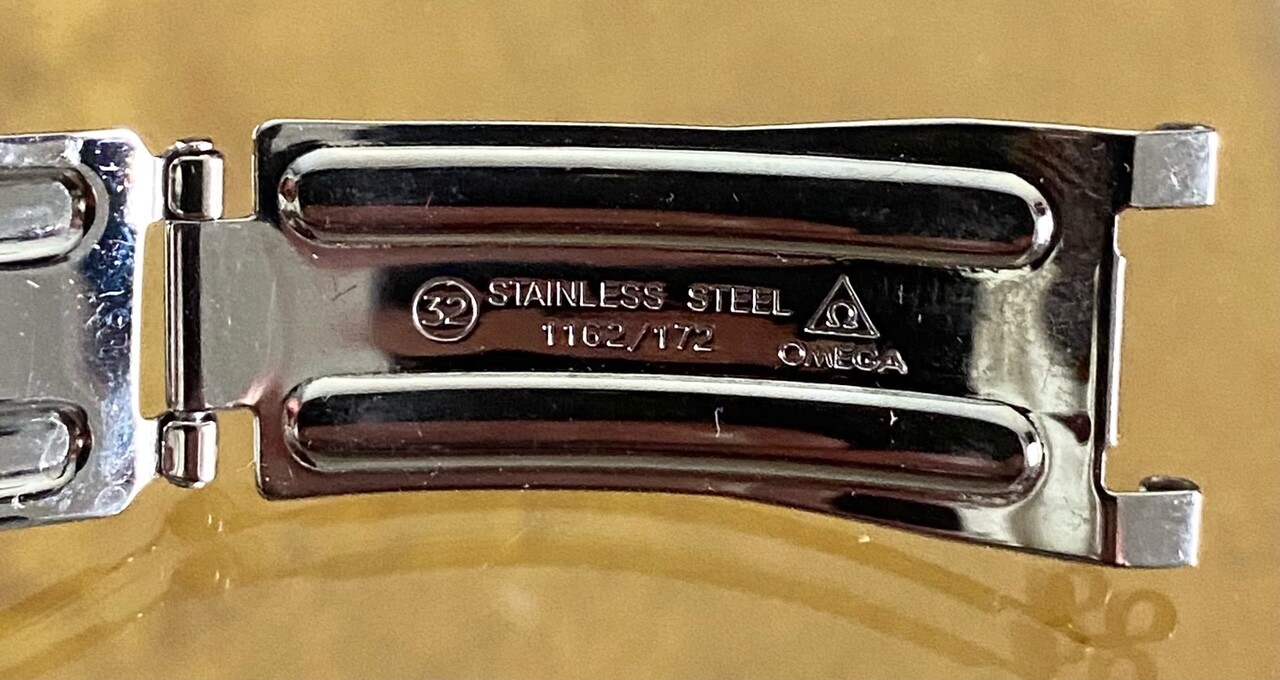 32 STAINLESS STEEL Ω
1162/172 OMEGA